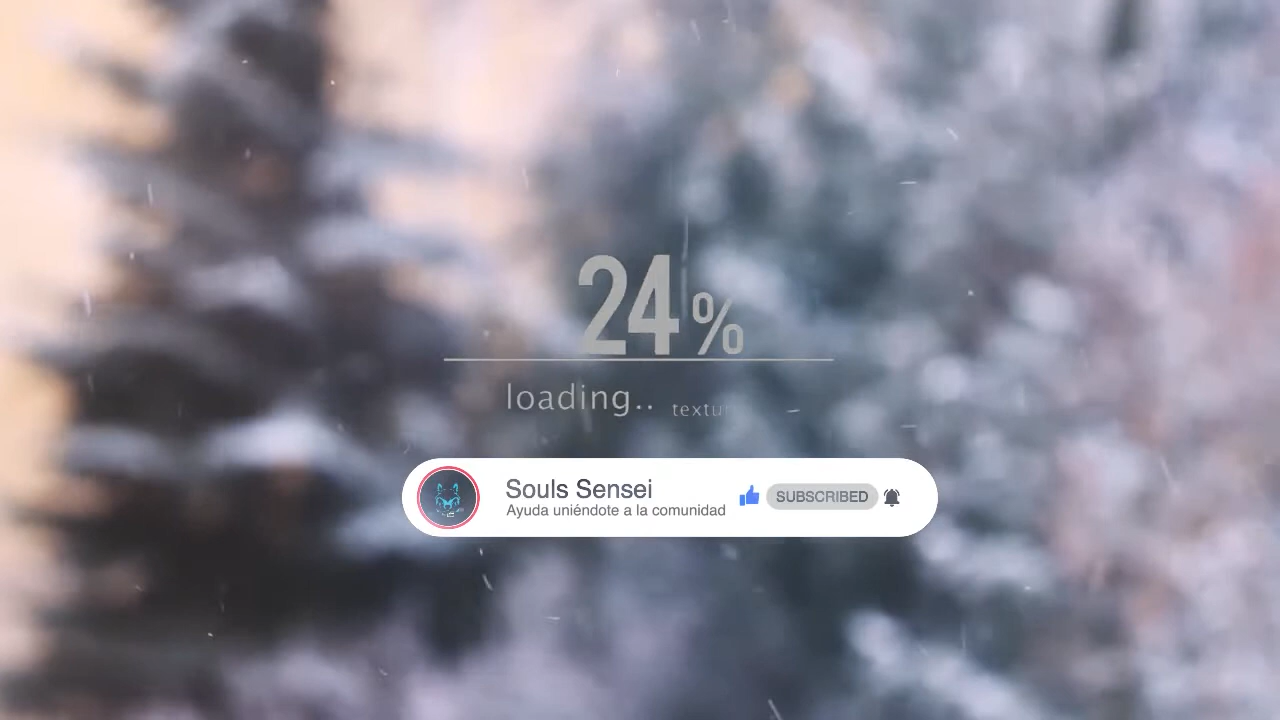 24%
loading..
Souls Sensei
Ayuda uniéndote a la comunidad
SUBSCRIBED